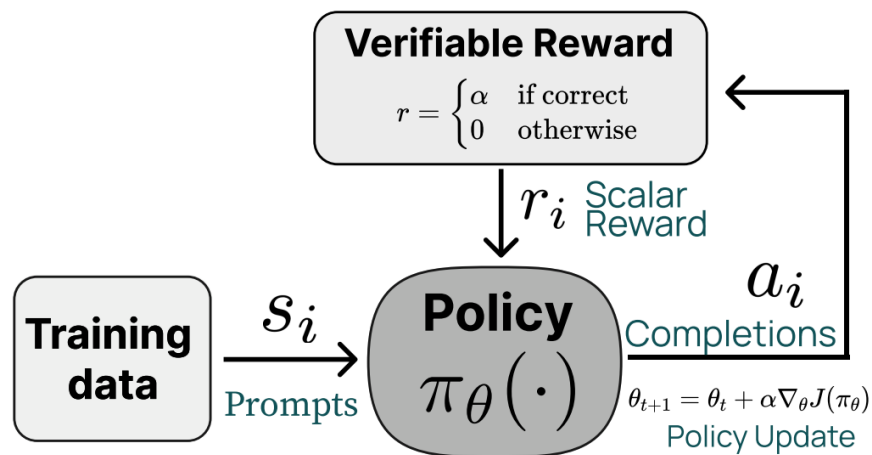 Verifiable Reward
r = { α if correct
0 otherwise
r_i Scalar
Reward
Training
data
s_i
Prompts
Policy
π_θ(·)
a_i
Completions
θ_{t+1} = θ_t + α∇_θJ(π_θ)
Policy Update